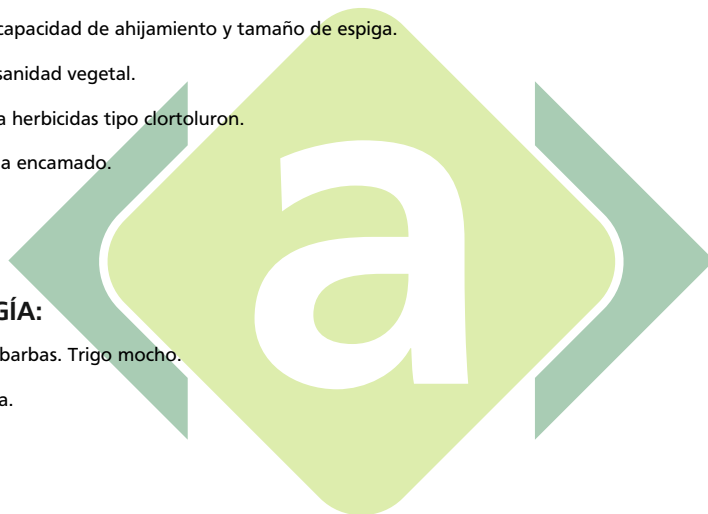 capacidad de ahijamiento y tamaño de espiga.
sanidad vegetal.
a herbicidas tipo clortoluron.
a encamado.
GÍA:
barbas. Trigo mocho.
a.
a